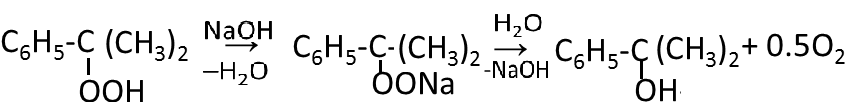 C₆H₅-C (CH₃)₂ NaOH → −H₂O C₆H₅-C-(CH₃)₂ H₂O → -NaOH C₆H₅-C (CH₃)₂ + 0.5O₂
OOH OONa OH